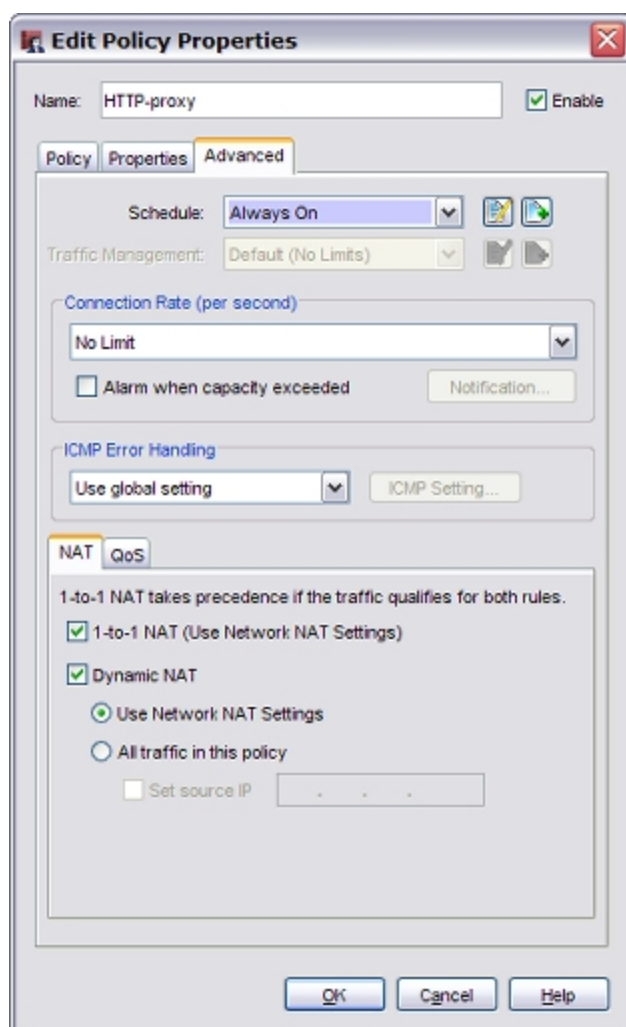 Edit Policy Properties
Name: HTTP-proxy Enable
Policy Properties Advanced
Schedule: Always On
Traffic Management: Default (No Limits)
Connection Rate (per second)
No Limit
Alarm when capacity exceeded Notification...
ICMP Error Handling
Use global setting ICMP Setting...
NAT QoS
1-to-1 NAT takes precedence if the traffic qualifies for both rules.
1-to-1 NAT (Use Network NAT Settings)
Dynamic NAT
Use Network NAT Settings
All traffic in this policy
Set source IP . . .
OK Cancel Help